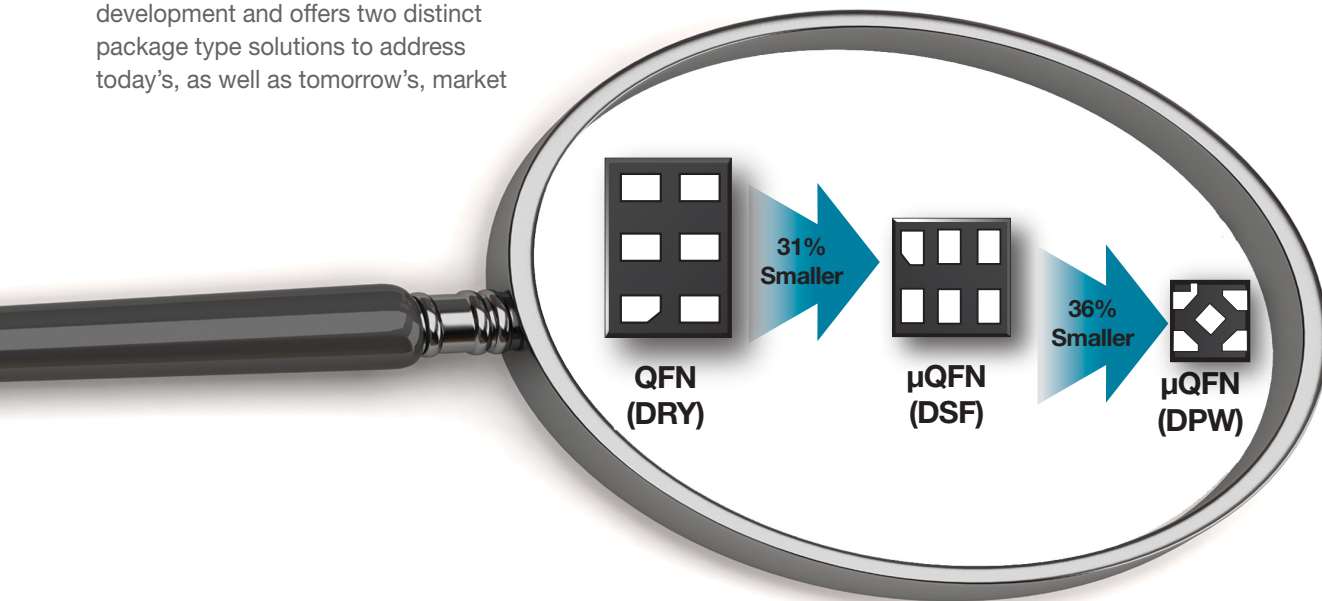 development and offers two distinct
package type solutions to address
today's, as well as tomorrow's, market
31%
Smaller
36%
Smaller
QFN
(DRY)
µQFN
(DSF)
µQFN
(DPW)